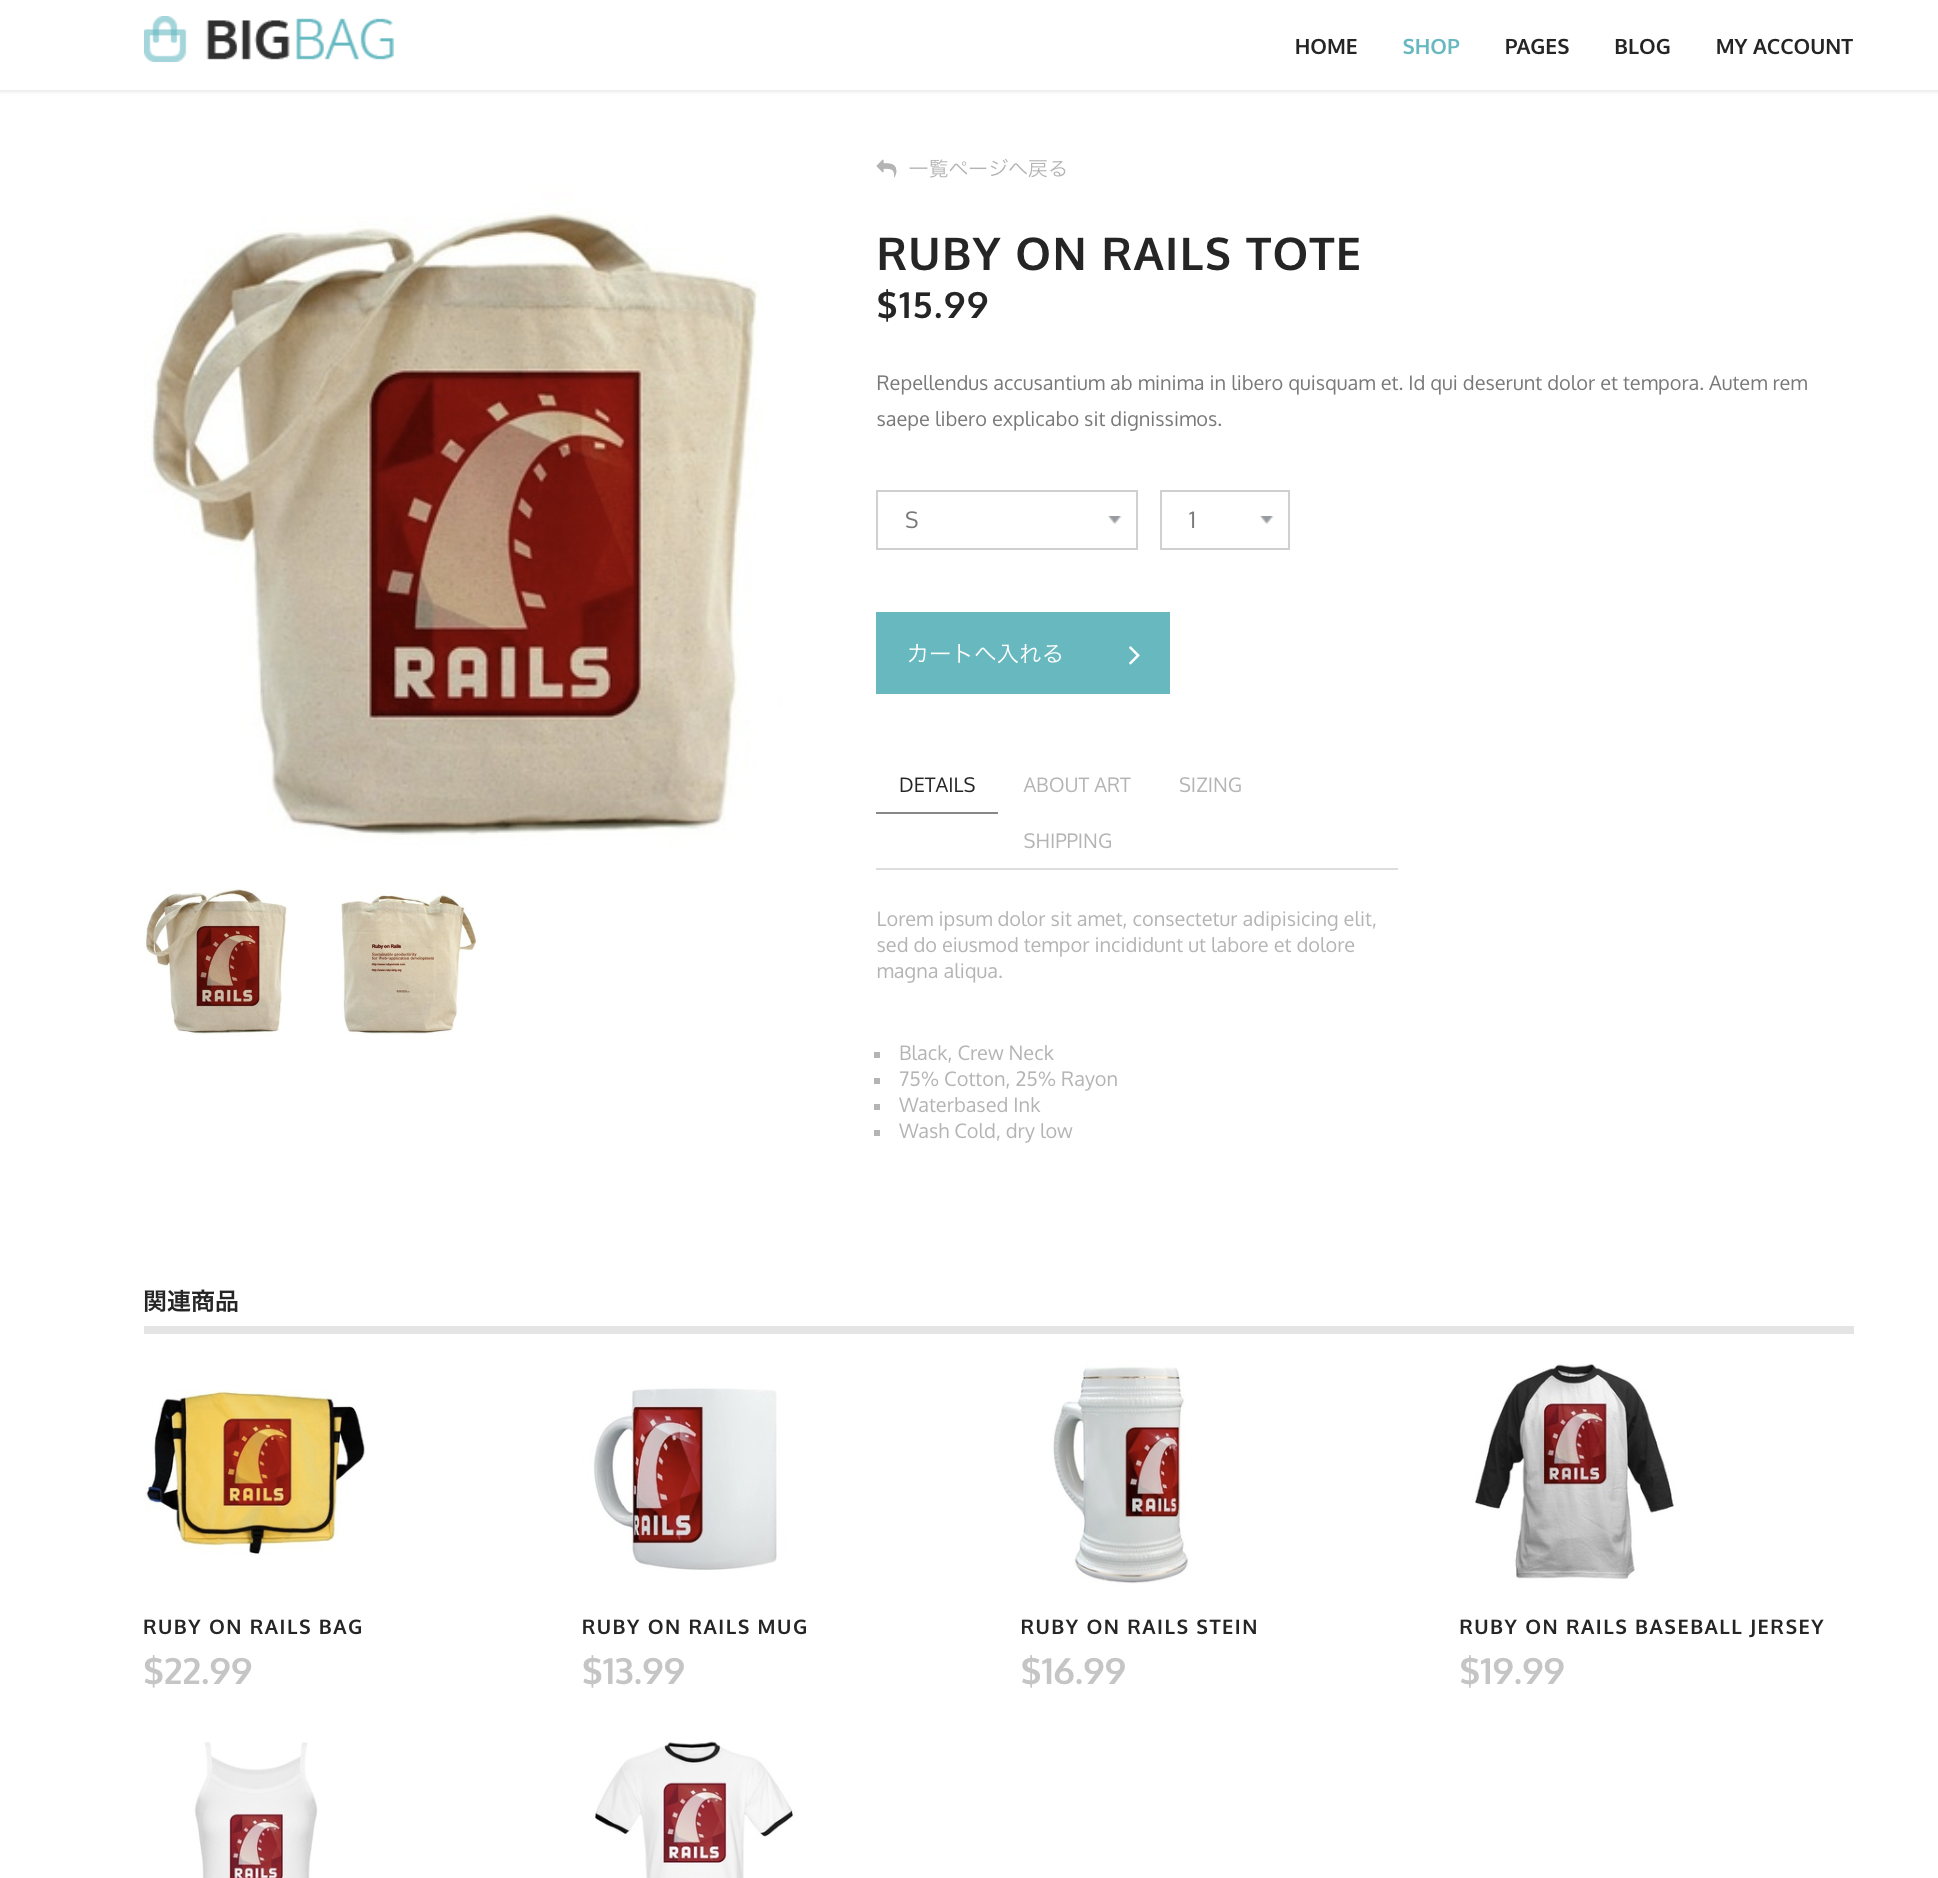 BIGBAG
HOME SHOP PAGES BLOG MY ACCOUNT
一覧ページへ戻る
RUBY ON RAILS TOTE
$15.99
Repellendus accusantium ab minima in libero quisquam et. Id qui deserunt dolor et tempora. Autem rem
saepe libero explicabo sit dignissimos.
S 1
カートへ入れる
RAILS
DETAILS ABOUT ART SIZING
SHIPPING
Lorem ipsum dolor sit amet, consectetur adipisicing elit,
sed do eiusmod tempor incididunt ut labore et dolore
magna aliqua.
RAILS
Ruby on Rails
Black, Crew Neck
75% Cotton, 25% Rayon
Waterbased Ink
Wash Cold, dry low
関連商品
RAILS
RAILS
RAILS
RAILS
RUBY ON RAILS BAG
RUBY ON RAILS MUG
RUBY ON RAILS STEIN
RUBY ON RAILS BASEBALL JERSEY
$22.99
$13.99
$16.99
$19.99
RAILS
RAILS